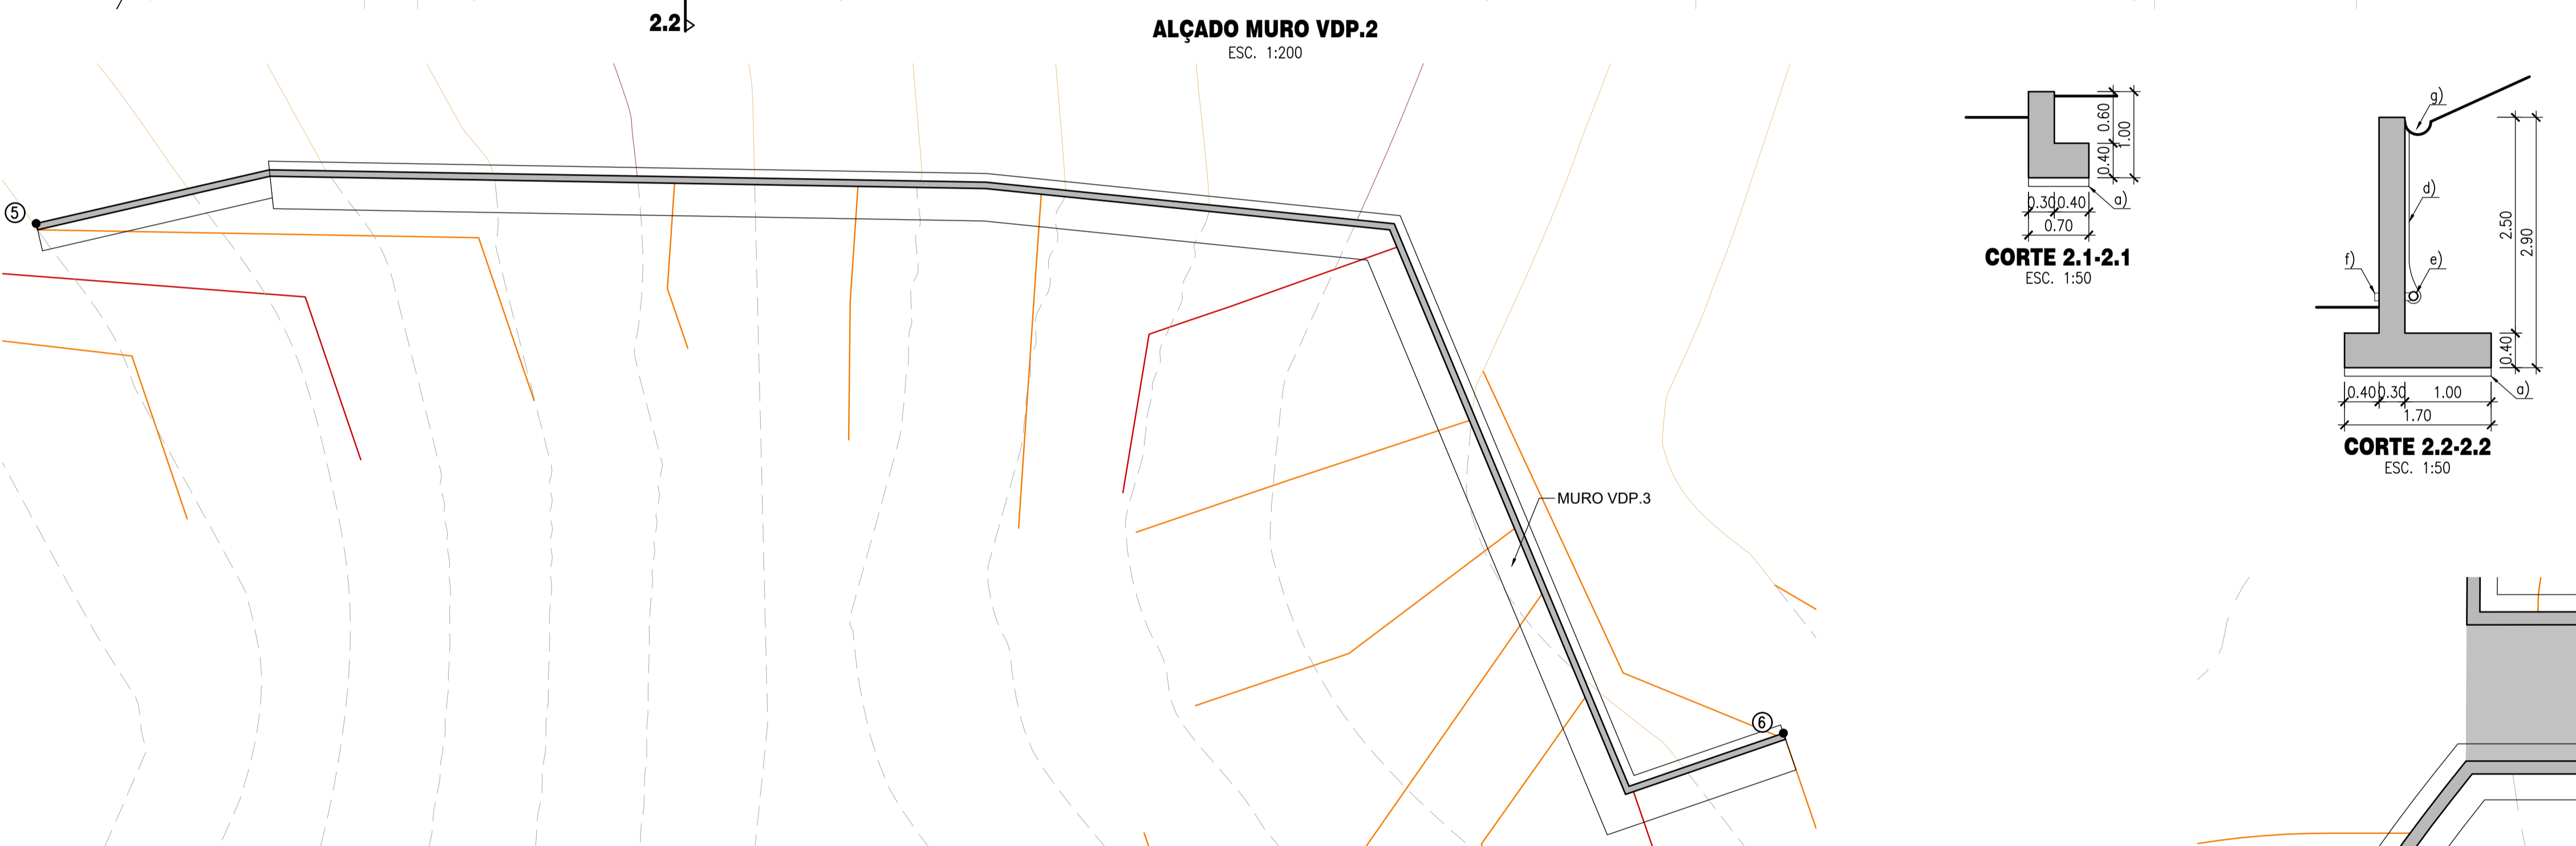 2.2
ALÇADO MURO VDP.2
ESC. 1:200
5
MURO VDP.3
6
0.60
0.40
1.00
0.30
0.40
0.70
a)
CORTE 2.1-2.1
ESC. 1:50
g)
d)
f)
e)
2.50
2.90
0.40
0.40
0.30
1.00
1.70
a)
CORTE 2.2-2.2
ESC. 1:50